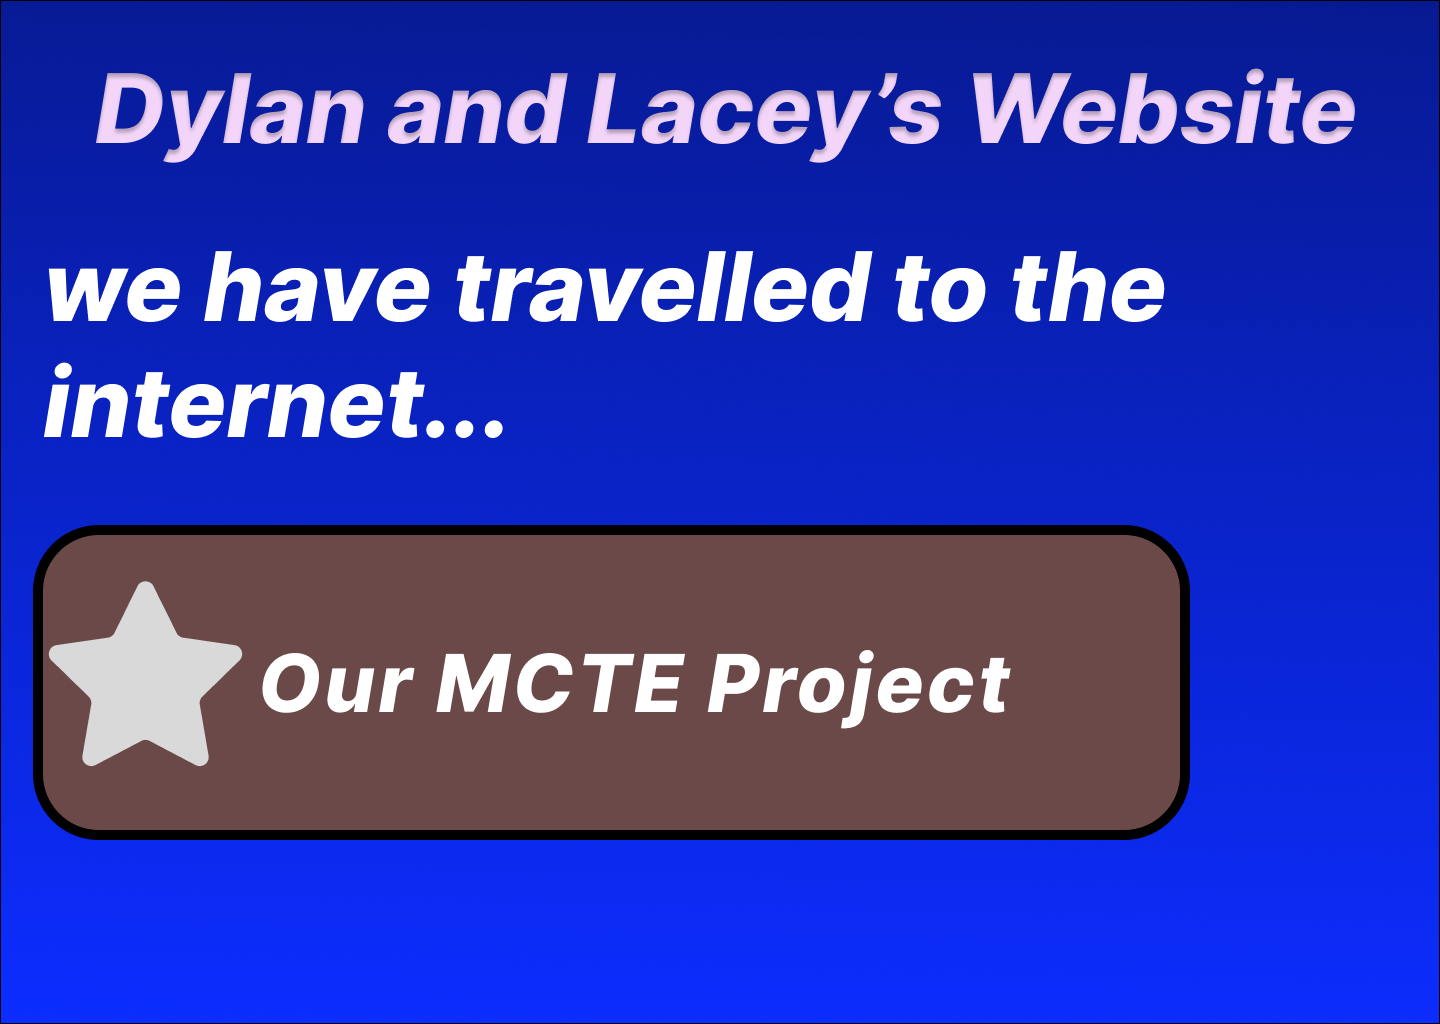 Dylan and Lacey’s Website
we have travelled to the
internet...
Our MCTE Project